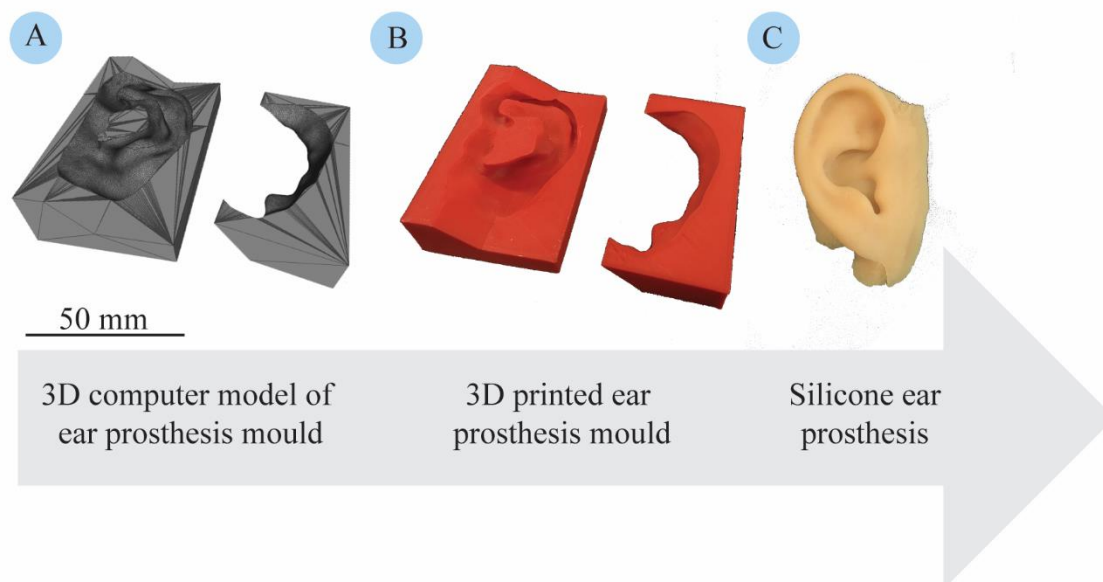 A
B
C
50 mm
3D computer model of
ear prosthesis mould
3D printed ear
prosthesis mould
Silicone ear
prosthesis